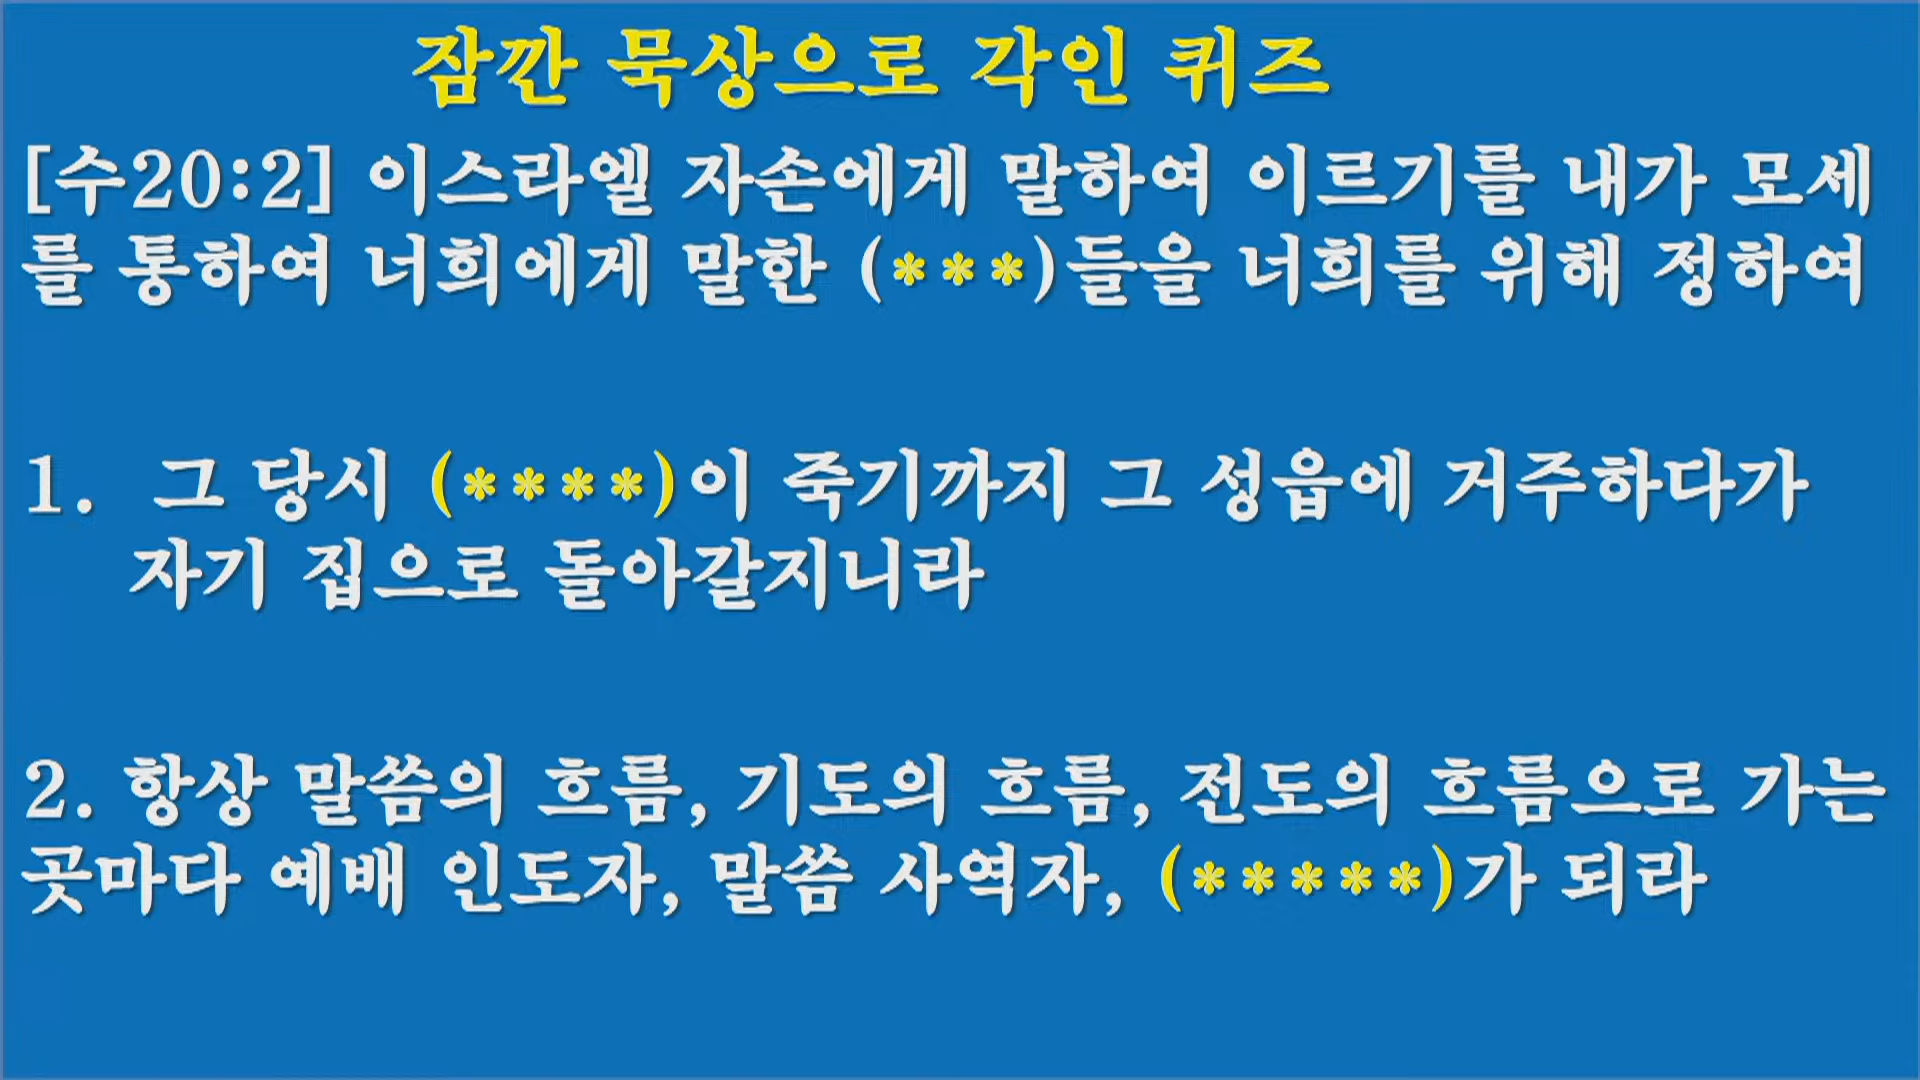 잠깐 묵상으로 각인 퀴즈
[수20:2] 이스라엘 자손에게 말하여 이르기를 내가 모세
를 통하여 너희에게 말한 (***)들을 너희를 위해 정하여
1. 그 당시 (****)이 죽기까지 그 성읍에 거주하다가
자기 집으로 돌아갈지니라
2. 항상 말씀의 흐름, 기도의 흐름, 전도의 흐름으로 가는
곳마다 예배 인도자, 말씀 사역자, (*****)가 되라